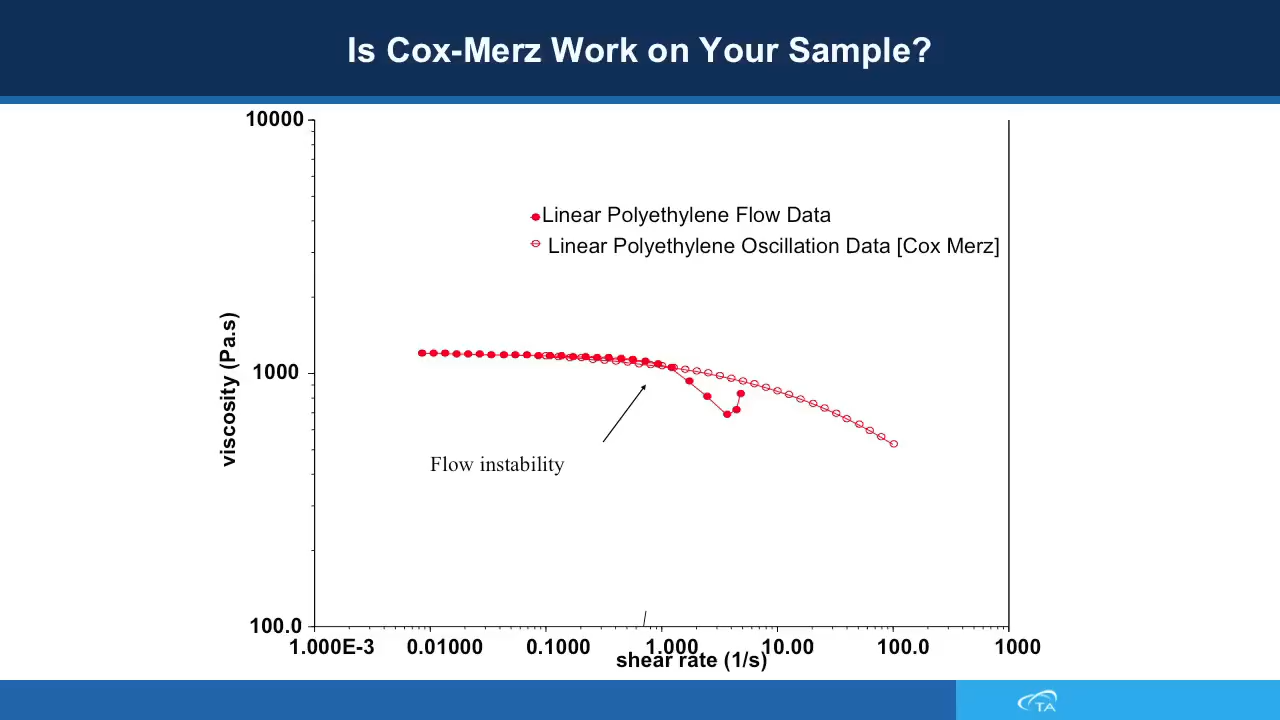 Is Cox-Merz Work on Your Sample?
10000
Linear Polyethylene Flow Data
Linear Polyethylene Oscillation Data [Cox Merz]
viscosity (Pa.s)
1000
Flow instability
100.0
1.000E-3 0.01000 0.1000 1.000 10.00 100.0 1000
shear rate (1/s)
TA